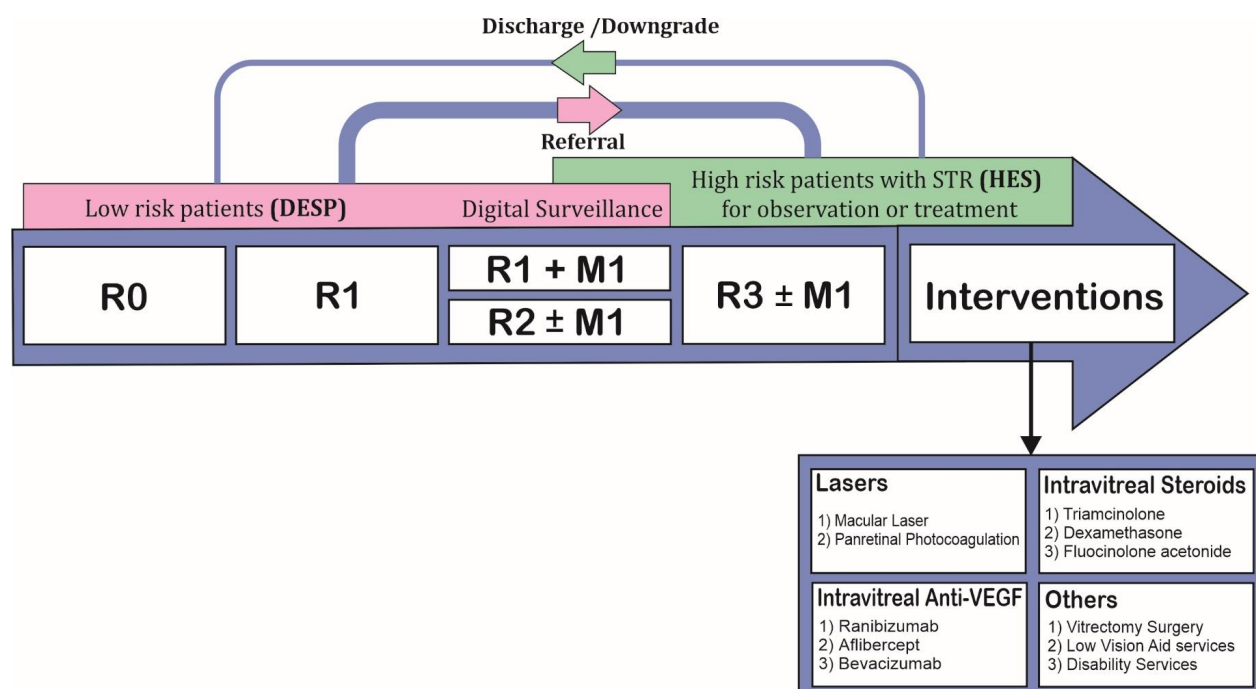 Discharge /Downgrade
Referral
Low risk patients (DESP)
Digital Surveillance
High risk patients with STR (HES)
for observation or treatment
R0
R1
R1 + M1
R2 ± M1
R3 ± M1
Interventions
Lasers
1) Macular Laser
2) Panretinal Photocoagulation
Intravitreal Steroids
1) Triamcinolone
2) Dexamethasone
3) Fluocinolone acetonide
Intravitreal Anti-VEGF
1) Ranibizumab
2) Aflibercept
3) Bevacizumab
Others
1) Vitrectomy Surgery
2) Low Vision Aid services
3) Disability Services